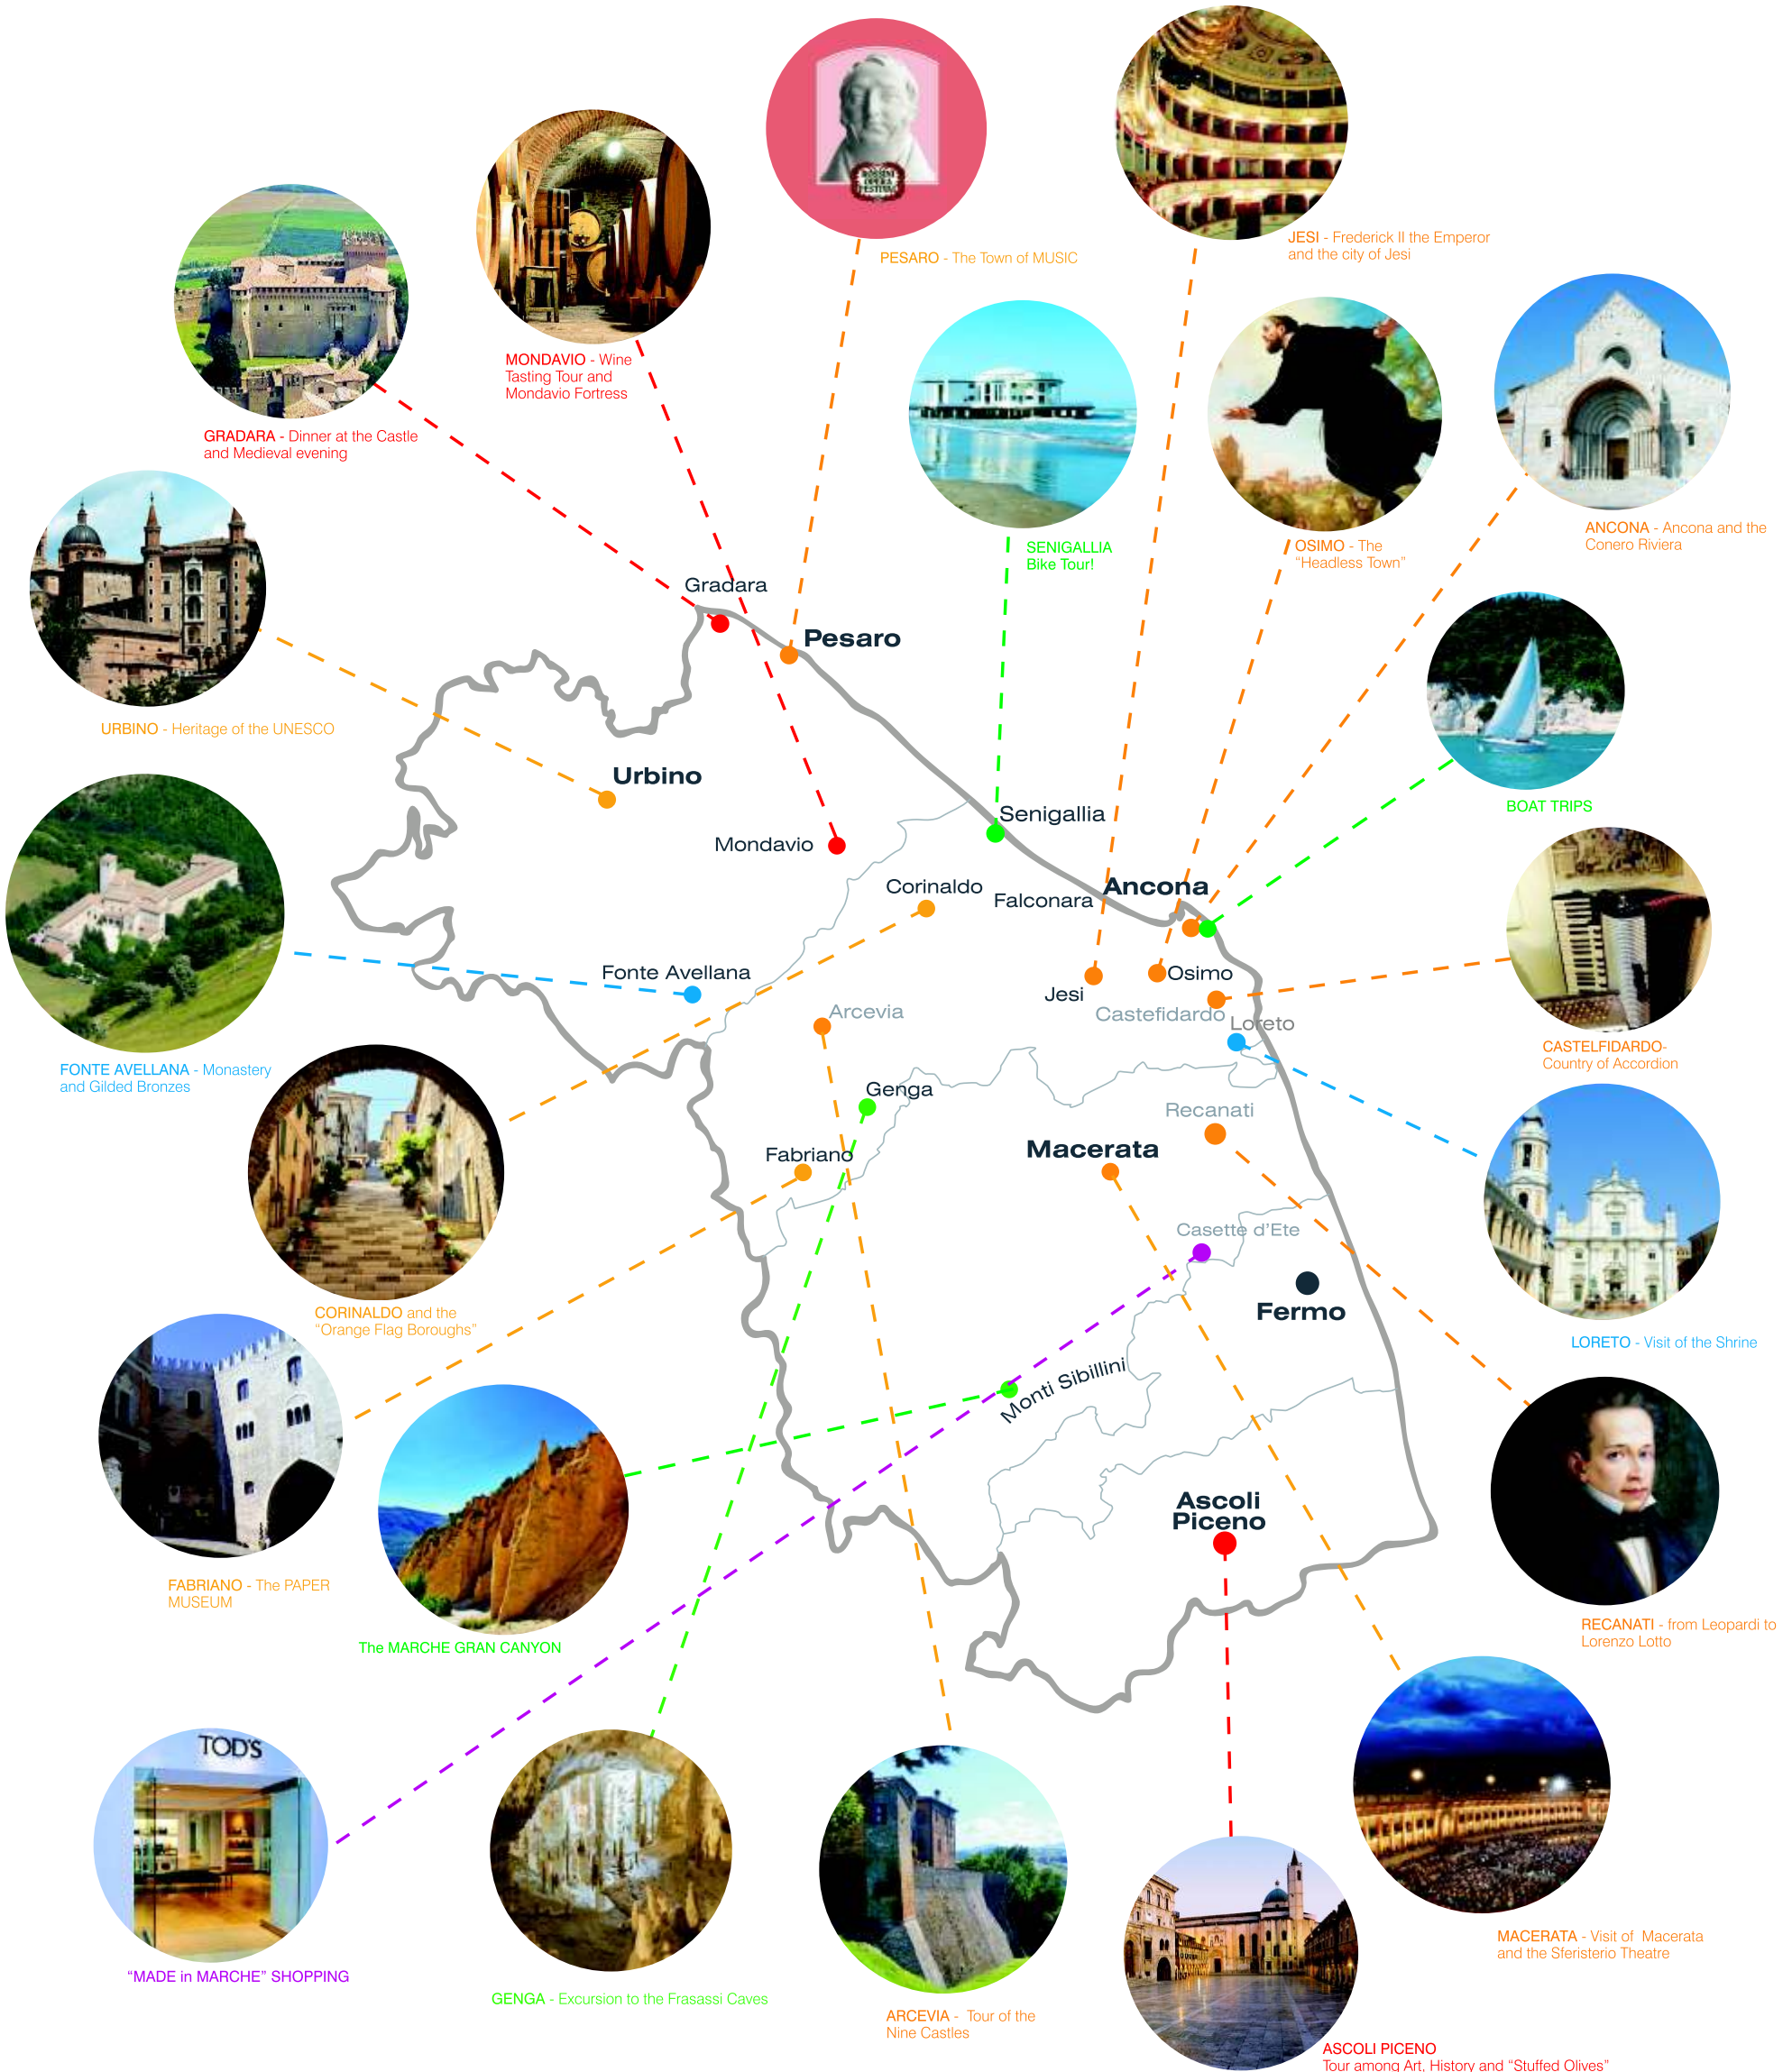 ROSSINI
OPERA
FESTIVAL
PESARO - The Town of MUSIC
JESI - Frederick II the Emperor
and the city of Jesi
MONDAVIO - Wine
Tasting Tour and
Mondavio Fortress
GRADARA - Dinner at the Castle
and Medieval evening
SENIGALLIA
Bike Tour!
OSIMO - The
“Headless Town”
ANCONA - Ancona and the
Conero Riviera
URBINO - Heritage of the UNESCO
BOAT TRIPS
Gradara
Pesaro
Urbino
Mondavio
Senigallia
Corinaldo
Falconara
Ancona
Fonte Avellana
Arcevia
Jesi
Osimo
Castefidardo
Loreto
Genga
Fabriano
Recanati
Macerata
Casette d’Ete
Fermo
Monti Sibillini
Ascoli
Piceno
FONTE AVELLANA - Monastery
and Gilded Bronzes
CASTELFIDARDO-
Country of Accordion
CORINALDO and the
“Orange Flag Boroughs”
LORETO - Visit of the Shrine
FABRIANO - The PAPER
MUSEUM
The MARCHE GRAN CANYON
RECANATI - from Leopardi to
Lorenzo Lotto
TOD'S
“MADE in MARCHE” SHOPPING
GENGA - Excursion to the Frasassi Caves
ARCEVIA - Tour of the
Nine Castles
MACERATA - Visit of Macerata
and the Sferisterio Theatre
ASCOLI PICENO
Tour among Art, History and “Stuffed Olives”